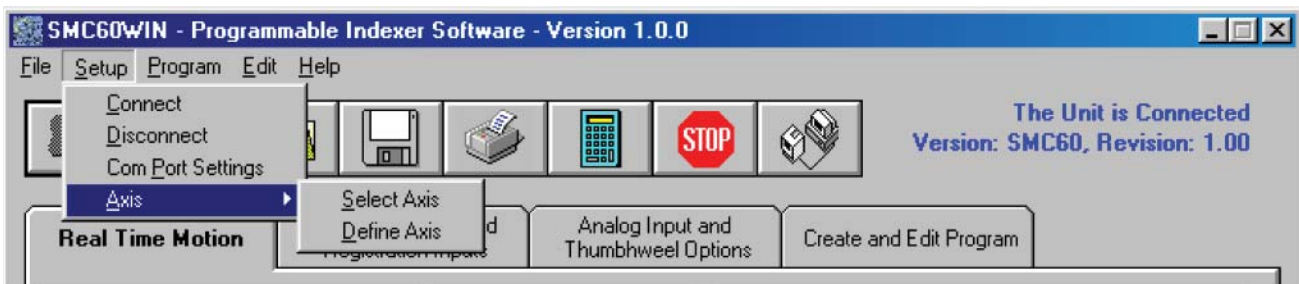 SMC60WIN - Programmable Indexer Software - Version 1.0.0
File Setup Program Edit Help
Connect
Disconnect
Com Port Settings
Axis
Select Axis
Define Axis
STOP
The Unit is Connected
Version: SMC60, Revision: 1.00
Real Time Motion
Analog Input and
Thumbhweel Options
Create and Edit Program